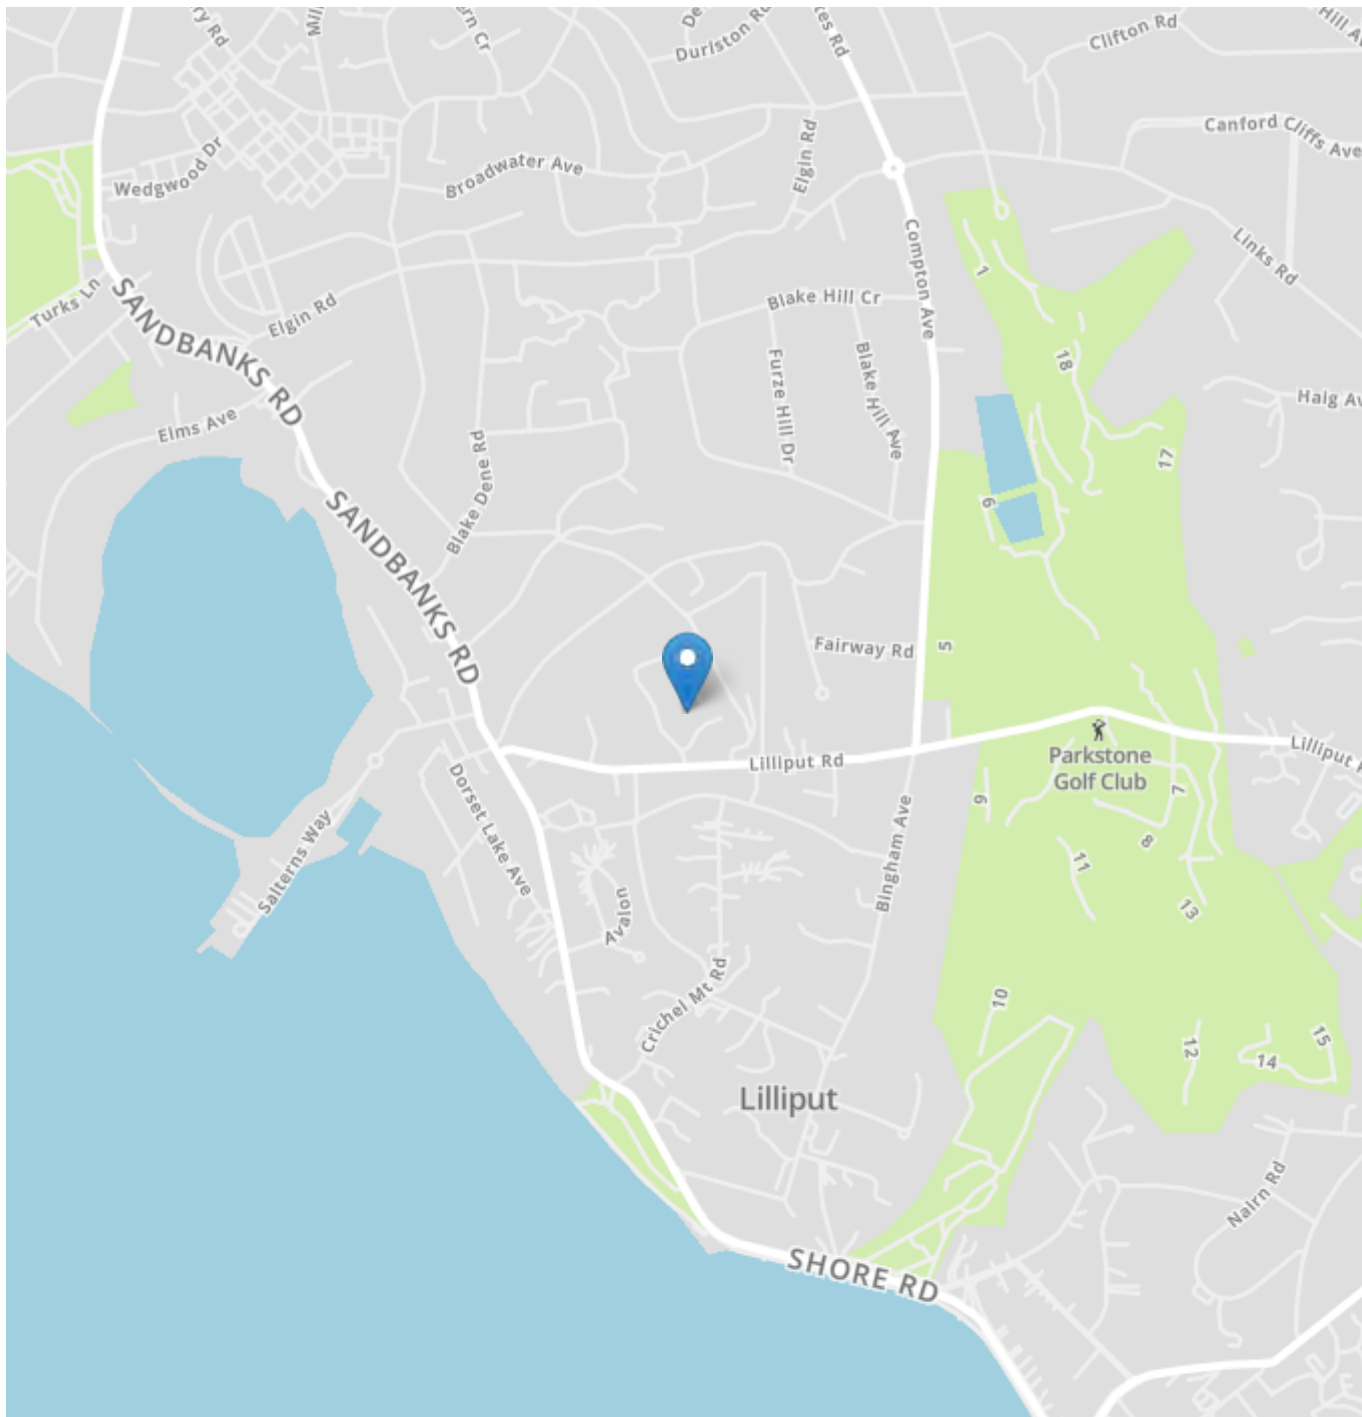 Clifton Rd
Durlston Rd
Canford Cliffs Ave
Elgin Rd
Wedgwood Dr
Broadwater Ave
Links Rd
Compton Ave
1
Turks Ln
SANDBANKS RD
Elgin Rd
Blake Hill Cr
Furze Hill Dr
Blake Hill Ave
18
Haig Av
Elms Ave
17
Blake Dene Rd
6
SANDBANKS RD
Fairway Rd
5
Lilliput Rd
Parkstone
Golf Club
Lilliput R
Dorset Lake Ave
Salterns Way
9
7
8
11
13
Bingham Ave
Avalon
Crichel Mt Rd
10
12
14
15
Lilliput
Nairn Rd
SHORE RD